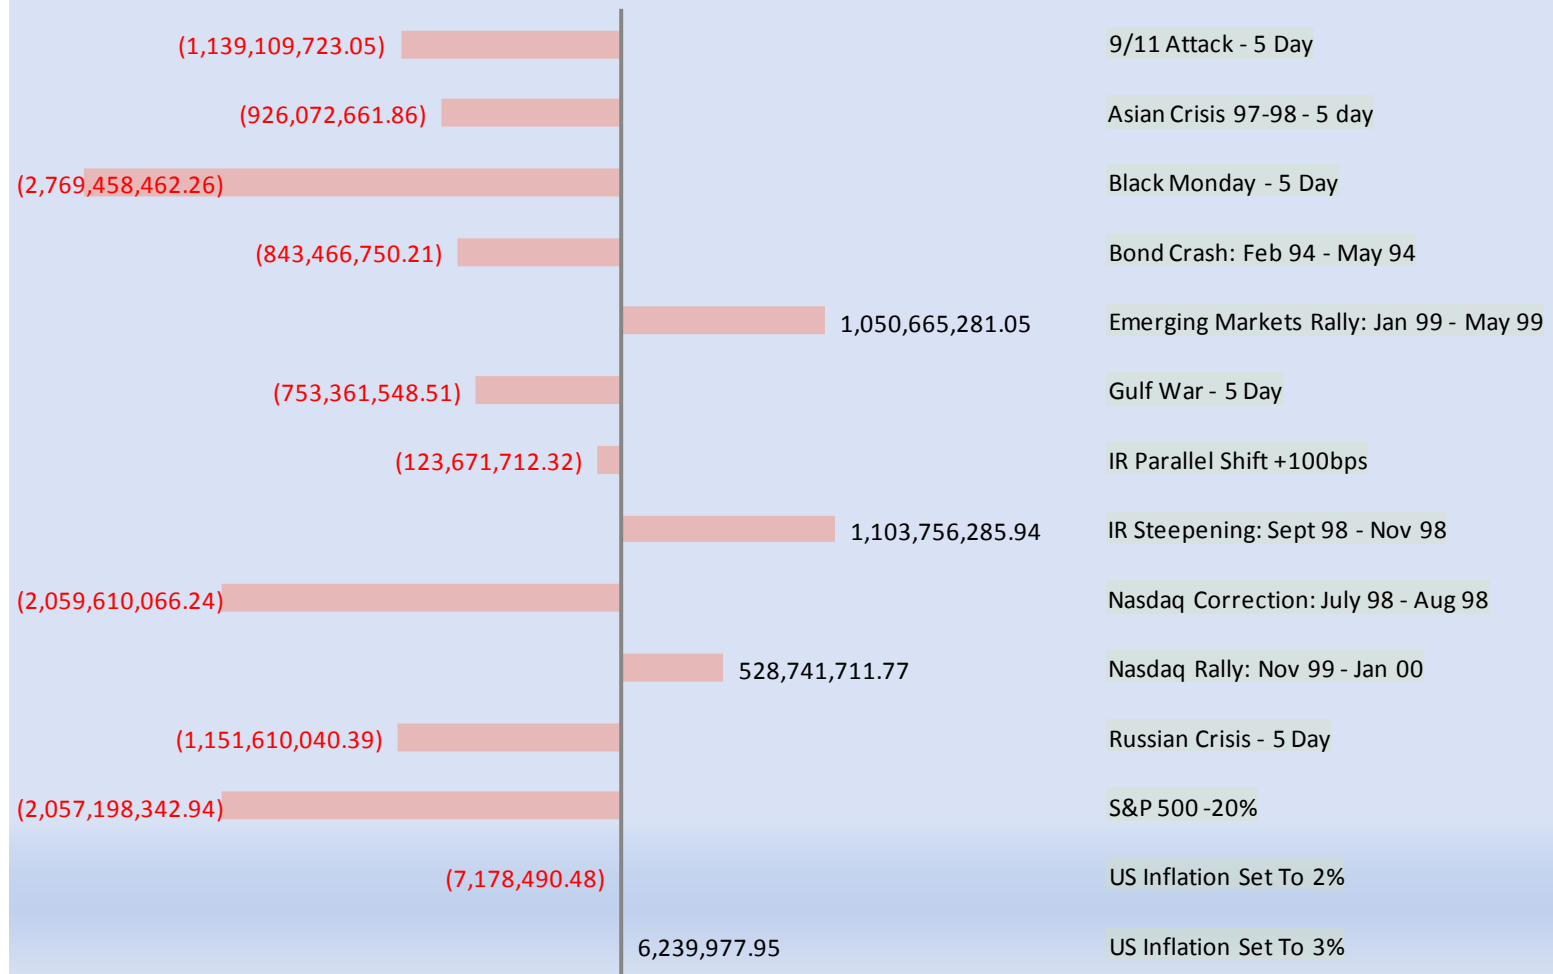 (1,139,109,723.05) 9/11 Attack - 5 Day
(926,072,661.86) Asian Crisis 97-98 - 5 day
(2,769,458,462.26) Black Monday - 5 Day
(843,466,750.21) Bond Crash: Feb 94 - May 94
1,050,665,281.05 Emerging Markets Rally: Jan 99 - May 99
(753,361,548.51) Gulf War - 5 Day
(123,671,712.32) IR Parallel Shift +100bps
1,103,756,285.94 IR Steepening: Sept 98 - Nov 98
(2,059,610,066.24) Nasdaq Correction: July 98 - Aug 98
528,741,711.77 Nasdaq Rally: Nov 99 - Jan 00
(1,151,610,040.39) Russian Crisis - 5 Day
(2,057,198,342.94) S&P 500 -20%
(7,178,490.48) US Inflation Set To 2%
6,239,977.95 US Inflation Set To 3%